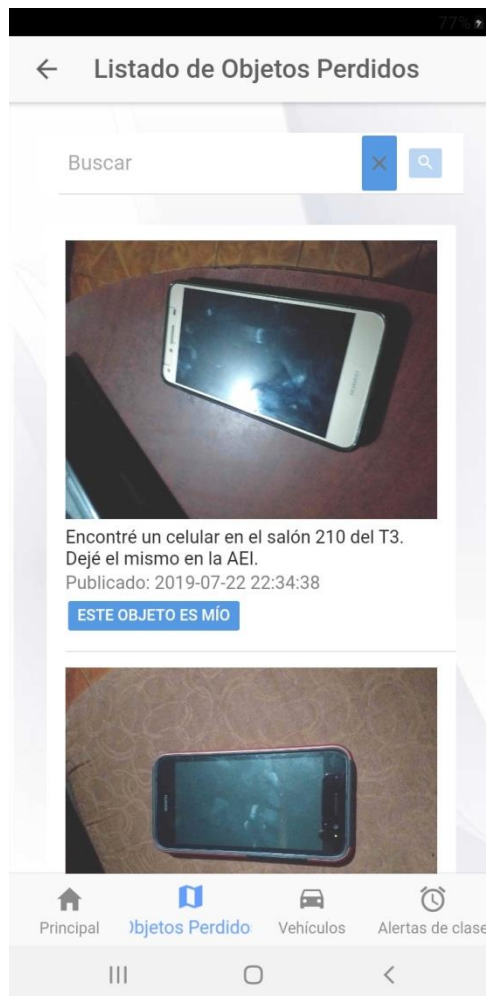 77%
Listado de Objetos Perdidos
Buscar
Encontré un celular en el salón 210 del T3.
Dejé el mismo en la AEI.
Publicado: 2019-07-22 22:34:38
ESTE OBJETO ES MÍO
Principal
Objetos Perdido
Vehículos
Alertas de clase